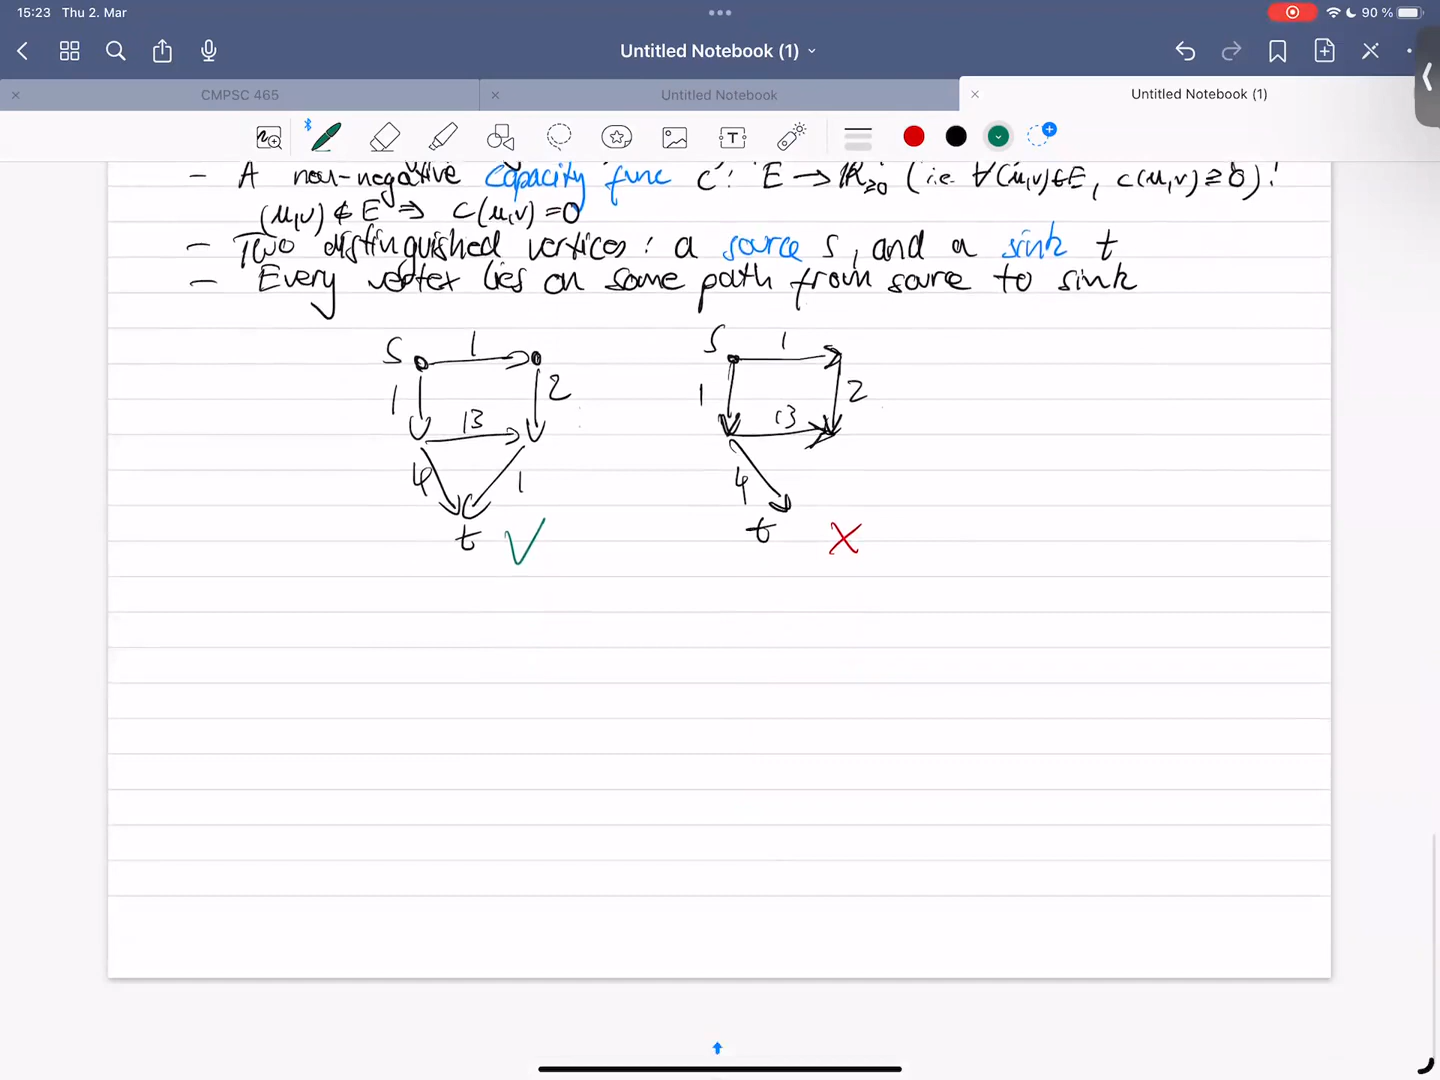 15:23 Thu 2. Mar
90 %
Untitled Notebook (1)
CMPSC 465
Untitled Notebook
Untitled Notebook (1)
- A non-negative capacity func c: E → ℝ≥0 (i.e. ∀(u,v)∈E, c(u,v)≥0)!
(u,v) ∉ E ⇒ c(u,v)=0
- Two distinguished vertices: a source s, and a sink t
- Every vertex lies on some path from source to sink
S 1
1 2
13
4 1
t ✓
S 1
1 2
13
4
t X